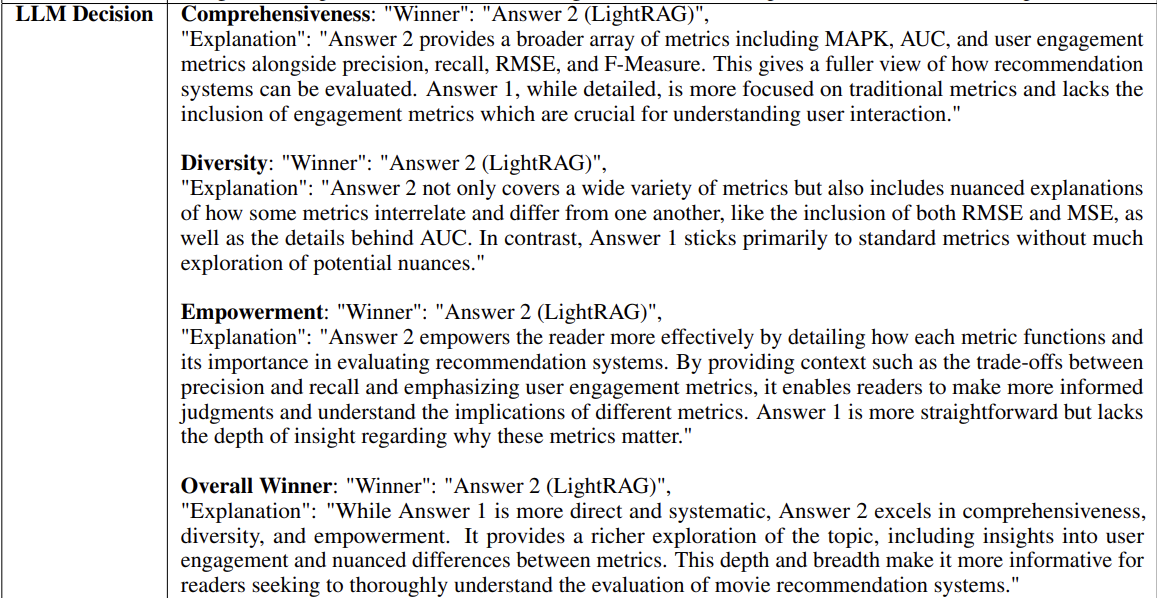 LLM Decision
Comprehensiveness: "Winner": "Answer 2 (LightRAG)",
"Explanation": "Answer 2 provides a broader array of metrics including MAPK, AUC, and user engagement
metrics alongside precision, recall, RMSE, and F-Measure. This gives a fuller view of how recommendation
systems can be evaluated. Answer 1, while detailed, is more focused on traditional metrics and lacks the
inclusion of engagement metrics which are crucial for understanding user interaction."
Diversity: "Winner": "Answer 2 (LightRAG)",
"Explanation": "Answer 2 not only covers a wide variety of metrics but also includes nuanced explanations
of how some metrics interrelate and differ from one another, like the inclusion of both RMSE and MSE, as
well as the details behind AUC. In contrast, Answer 1 sticks primarily to standard metrics without much
exploration of potential nuances."
Empowerment: "Winner": "Answer 2 (LightRAG)",
"Explanation": "Answer 2 empowers the reader more effectively by detailing how each metric functions and
its importance in evaluating recommendation systems. By providing context such as the trade-offs between
precision and recall and emphasizing user engagement metrics, it enables readers to make more informed
judgments and understand the implications of different metrics. Answer 1 is more straightforward but lacks
the depth of insight regarding why these metrics matter."
Overall Winner: "Winner": "Answer 2 (LightRAG)",
"Explanation": "While Answer 1 is more direct and systematic, Answer 2 excels in comprehensiveness,
diversity, and empowerment. It provides a richer exploration of the topic, including insights into user
engagement and nuanced differences between metrics. This depth and breadth make it more informative for
readers seeking to thoroughly understand the evaluation of movie recommendation systems."